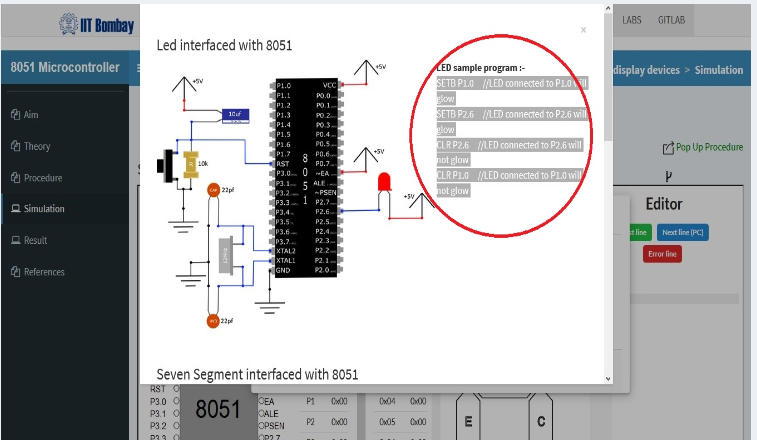 IIT Bombay
LABS GITLAB
8051 Microcontroller
display devices > Simulation
Aim
Theory
Procedure
Simulation
Result
References
×
Led interfaced with 8051
LED sample program :-
SETB P1.0 //LED connected to P1.0 will
glow
SETB P2.6 //LED connected to P2.6 will
glow
CLR P2.6 //LED connected to P2.6 will
not glow
CLR P1.0 //LED connected to P1.0 will
not glow
+5V
10uf
10k
22pf
22pf
+5V
+5V
+5V
P1.0
P1.1
P1.2
P1.3
P1.4
P1.5
P1.6
P1.7
RST
P3.0
P3.1
P3.2
P3.3
P3.4
P3.5
P3.6
P3.7
XTAL2
XTAL1
GND
8051
VCC
P0.0
P0.1
P0.2
P0.3
P0.4
P0.5
P0.6
P0.7
~EA
ALE
~PSEN
P2.7
P2.6
P2.5
P2.4
P2.3
P2.2
P2.1
P2.0
Pop Up Procedure
Editor
Next line (PC)
Error line
Seven Segment interfaced with 8051
RST
P3.0
P3.1
P3.2
P3.3
8051
EA
ALE
PSEN
P2.7
P1 0x00 0x04 0x00
P2 0x00 0x05 0x00
E C